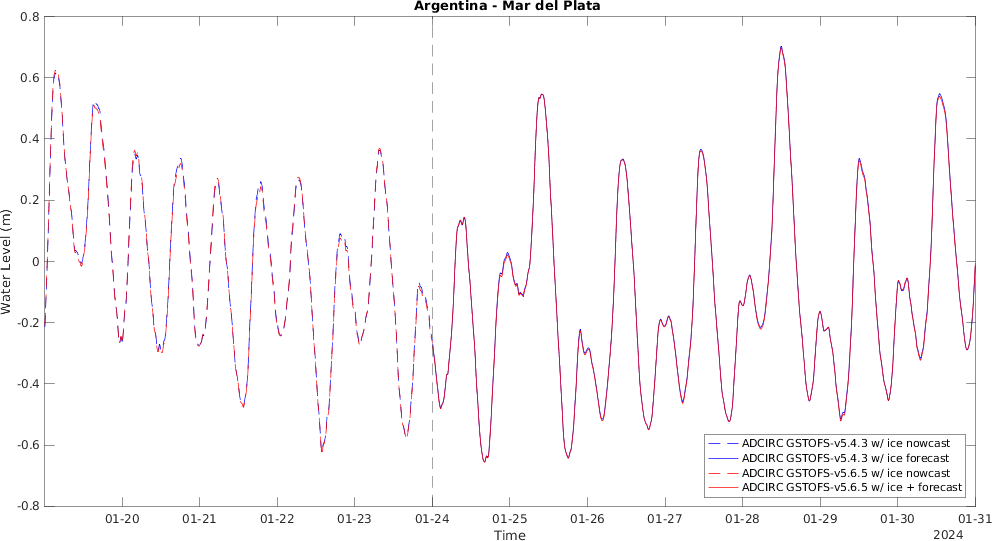 Argentina - Mar del Plata
0.8
0.6
0.4
0.2
0
-0.2
-0.4
-0.6
-0.8
Water Level (m)
01-20 01-21 01-22 01-23 01-24 01-25 01-26 01-27 01-28 01-29 01-30 01-31
Time
2024
ADCIRC GSTOFS-v5.4.3 w/ ice nowcast
ADCIRC GSTOFS-v5.4.3 w/ ice forecast
ADCIRC GSTOFS-v5.6.5 w/ ice nowcast
ADCIRC GSTOFS-v5.6.5 w/ ice + forecast